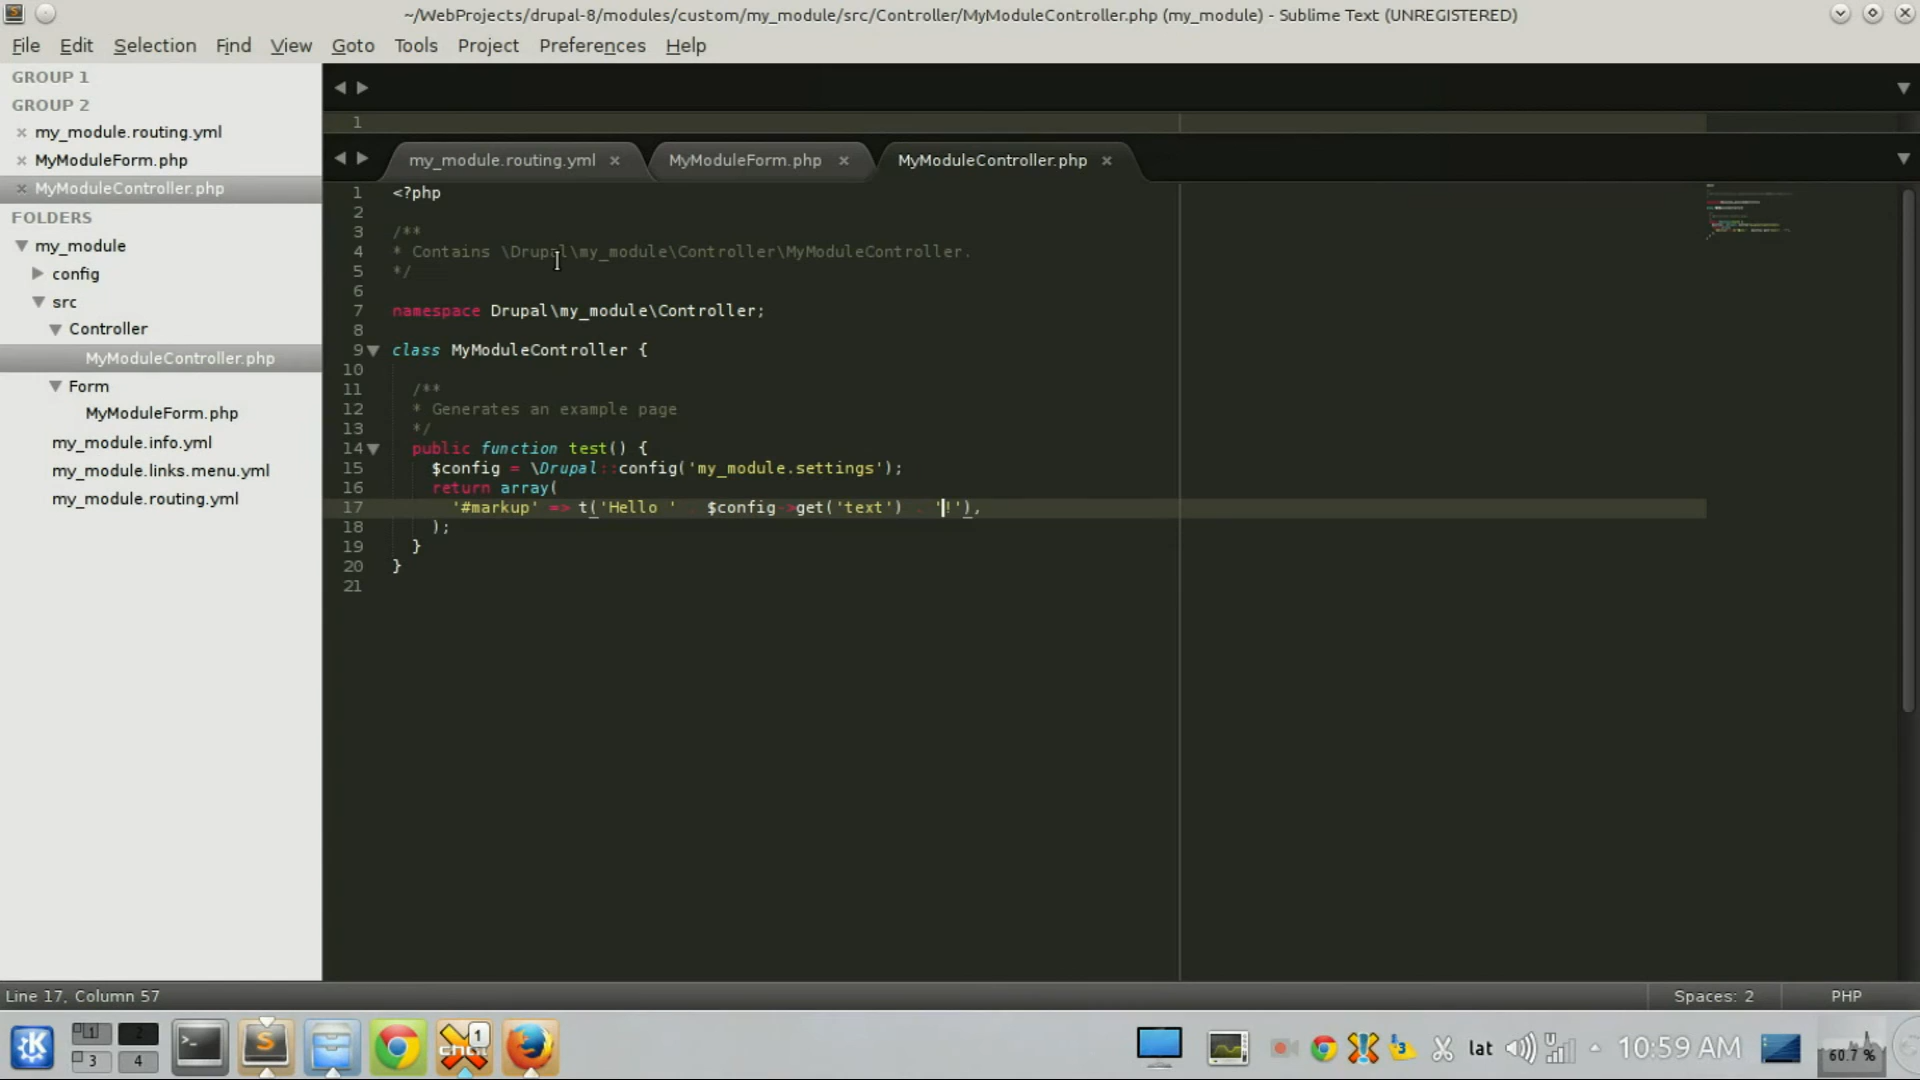 ~/WebProjects/drupal-8/modules/custom/my_module/src/Controller/MyModuleController.php (my_module) - Sublime Text (UNREGISTERED)
File Edit Selection Find View Goto Tools Project Preferences Help
GROUP 1
GROUP 2
my_module.routing.yml
MyModuleForm.php
MyModuleController.php
FOLDERS
my_module
config
src
Controller
MyModuleController.php
Form
MyModuleForm.php
my_module.info.yml
my_module.links.menu.yml
my_module.routing.yml
1
my_module.routing.yml MyModuleForm.php MyModuleController.php
1 <?php
2
3 /**
4 * Contains \Drupal\my_module\Controller\MyModuleController.
5 */
6
7 namespace Drupal\my_module\Controller;
8
9 class MyModuleController {
10
11 /**
12 * Generates an example page
13 */
14 public function test() {
15 $config = \Drupal::config('my_module.settings');
16 return array(
17 '#markup' => t('Hello ' . $config->get('text') . '!'),
18 );
19 }
20 }
21
Line 17, Column 57
Spaces: 2 PHP
1 2
3 4
1
3
lat
10:59 AM
60.7 %